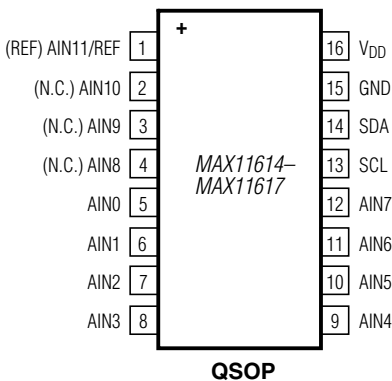 +
(REF) AIN11/REF 1 16 VDD
(N.C.) AIN10 2 15 GND
(N.C.) AIN9 3 14 SDA
(N.C.) AIN8 4 MAX11614– 13 SCL
MAX11617
AIN0 5 12 AIN7
AIN1 6 11 AIN6
AIN2 7 10 AIN5
AIN3 8 9 AIN4
QSOP